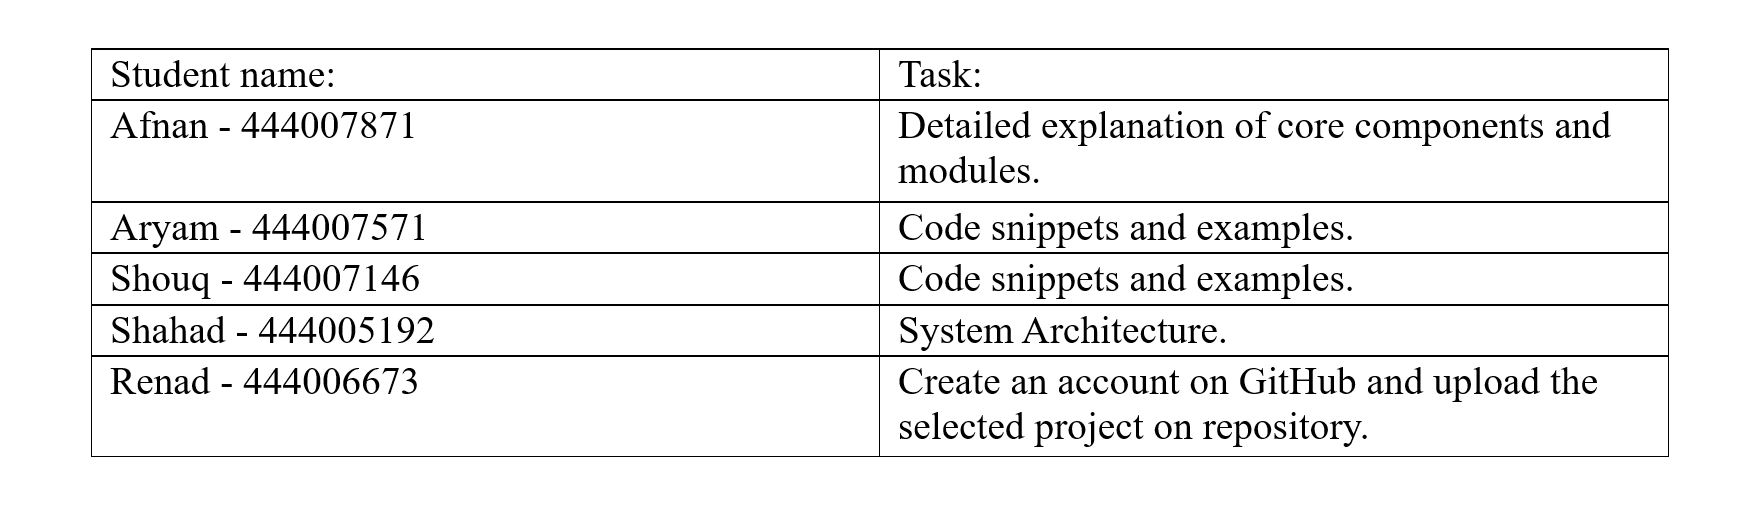 Student name:
Task:
Afnan - 444007871
Detailed explanation of core components and
modules.
Aryam - 444007571
Code snippets and examples.
Shouq - 444007146
Code snippets and examples.
Shahad - 444005192
System Architecture.
Renad - 444006673
Create an account on GitHub and upload the
selected project on repository.